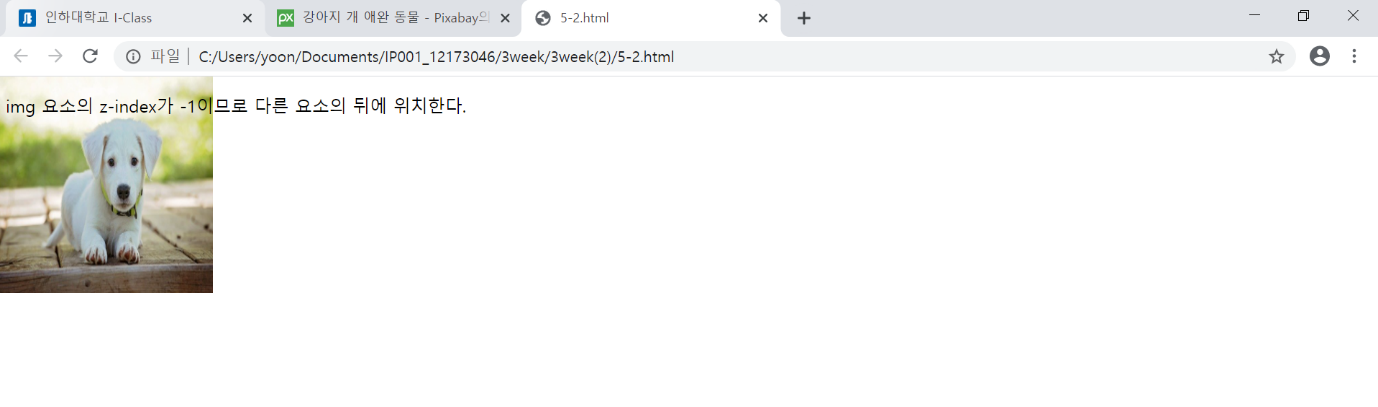 인하대학교 I-Class
강아지 개 애완 동물 - Pixabay의
5-2.html
파일 | C:/Users/yoon/Documents/IP001_12173046/3week/3week(2)/5-2.html
img 요소의 z-index가 -1이므로 다른 요소의 뒤에 위치한다.